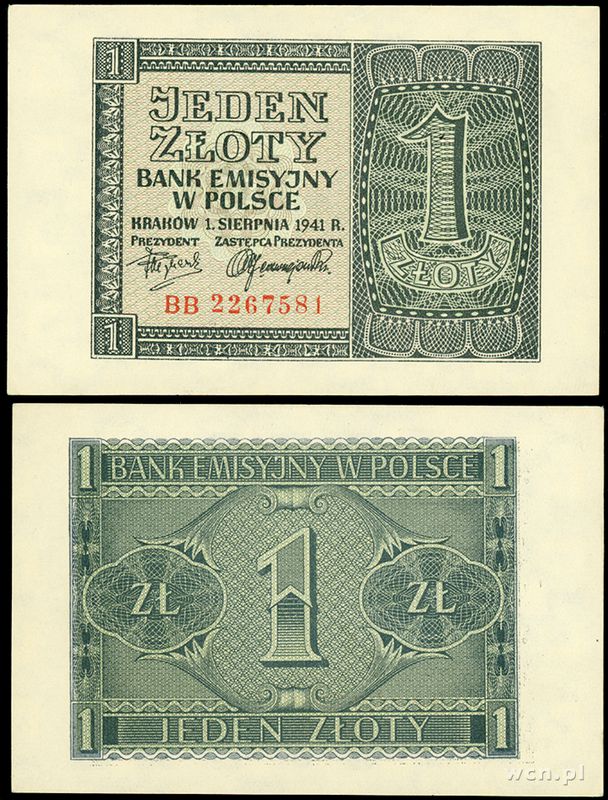 1
JEDEN
ZŁOTY
BANK EMISYJNY
W POLSCE
KRAKÓW 1. SIERPNIA 1941 R.
PREZYDENT ZASTĘPCA PREZYDENTA
BB 2267581
1
1
ZŁOTY
1 BANK EMISYJNY W POLSCE 1
ZŁ 1 ZŁ
1 JEDEN ZŁOTY 1
wcn.pl